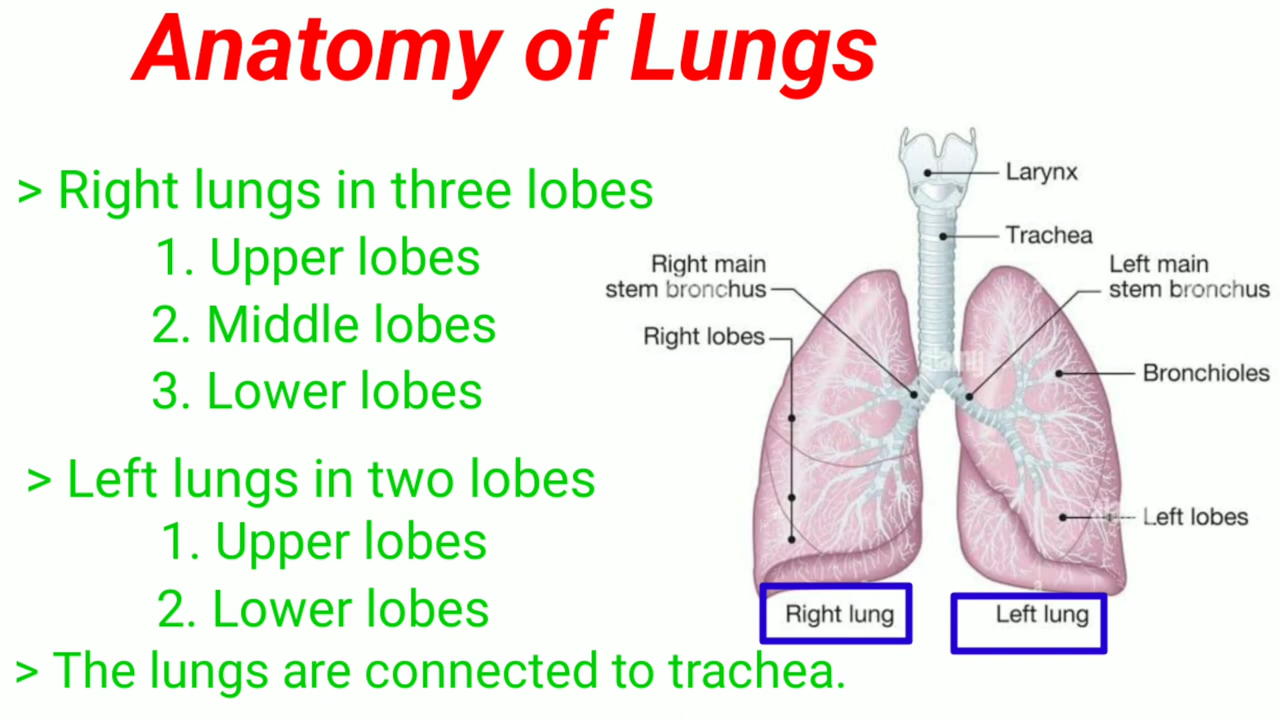 Anatomy of Lungs
> Right lungs in three lobes
1. Upper lobes
2. Middle lobes
3. Lower lobes
> Left lungs in two lobes
1. Upper lobes
2. Lower lobes
> The lungs are connected to trachea.
Larynx
Trachea
Right main
stem bronchus
Left main
stem bronchus
Right lobes
Bronchioles
Left lobes
Right lung
Left lung